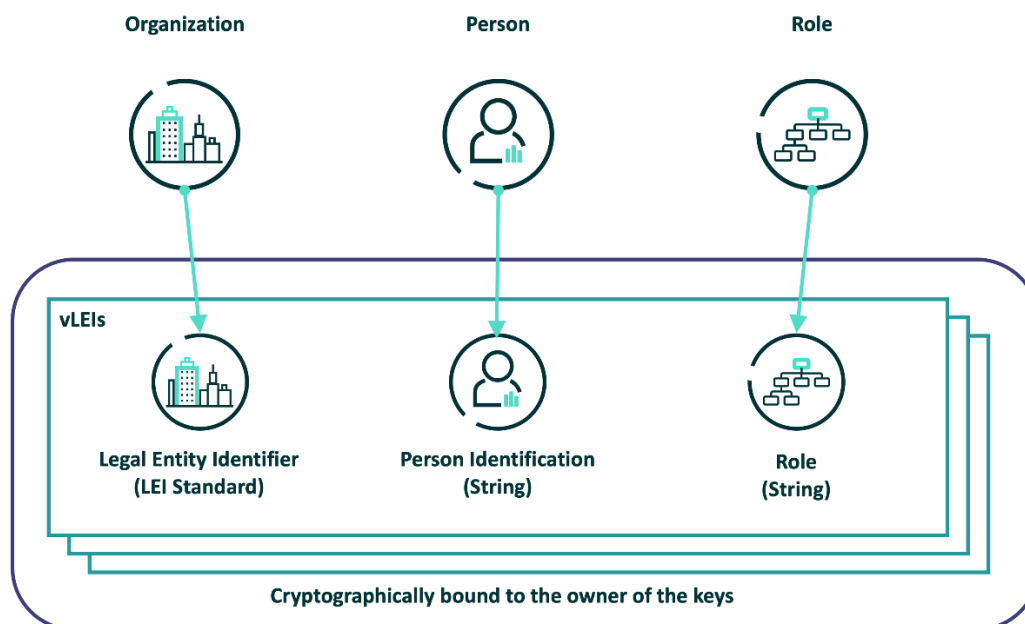 Organization
Person
Role
vLEIs
Legal Entity Identifier
(LEI Standard)
Person Identification
(String)
Role
(String)
Cryptographically bound to the owner of the keys